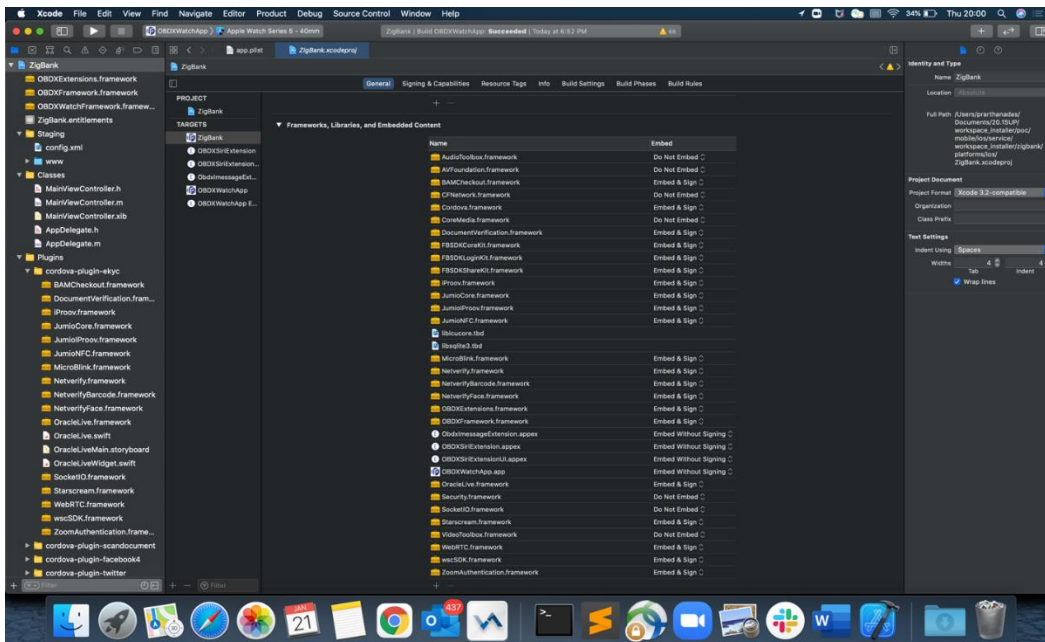 Xcode File Edit View Find Navigate Editor Product Debug Source Control Window Help
34% Thu 20:00
OBDXWatchApp Apple Watch Series 5 - 40mm
ZigBank | Build OBDXWatchApp: Succeeded | Today at 6:52 PM
app.plist
ZigBank.xcodeproj
ZigBank
OBDXExtensions.framework
OBDXFramework.framework
OBDXWatchFramework.framew...
ZigBank.entitlements
Staging
config.xml
www
Classes
MainViewController.h
MainViewController.m
MainViewController.xib
AppDelegate.h
AppDelegate.m
Plugins
cordova-plugin-ekyc
BAMCheckout.framework
DocumentVerification.fram...
iProov.framework
JumioCore.framework
JumioIProov.framework
JumioNFC.framework
MicroBlink.framework
Netverify.framework
NetverifyBarcode.framework
NetverifyFace.framework
OracleLive.framework
OracleLive.swift
OracleLiveMain.storyboard
OracleLiveWidget.swift
SocketIO.framework
Starscream.framework
WebRTC.framework
wscSDK.framework
ZoomAuthentication.frame...
cordova-plugin-scandocument
cordova-plugin-facebook4
cordova-plugin-twitter
Filter
ZigBank
General Signing & Capabilities Resource Tags Info Build Settings Build Phases Build Rules
PROJECT
ZigBank
TARGETS
ZigBank
OBDXSiriExtension
OBDXSiriExtension...
ObdxImessageExt...
OBDXWatchApp
OBDXWatchApp E...
Filter
Frameworks, Libraries, and Embedded Content
Name Embed
AudioToolbox.framework Do Not Embed
AVFoundation.framework Do Not Embed
BAMCheckout.framework Embed & Sign
CFNetwork.framework Do Not Embed
Cordova.framework Embed & Sign
CoreMedia.framework Do Not Embed
DocumentVerification.framework Embed & Sign
FBSDKCoreKit.framework Embed & Sign
FBSDKLoginKit.framework Embed & Sign
FBSDKShareKit.framework Embed & Sign
iProov.framework Embed & Sign
JumioCore.framework Embed & Sign
JumioIProov.framework Embed & Sign
JumioNFC.framework Embed & Sign
libicucore.tbd
libsqlite3.tbd
MicroBlink.framework Embed & Sign
Netverify.framework Embed & Sign
NetverifyBarcode.framework Embed & Sign
NetverifyFace.framework Embed & Sign
OBDXExtensions.framework Embed & Sign
OBDXFramework.framework Embed & Sign
ObdxImessageExtension.appex Embed Without Signing
OBDXSiriExtension.appex Embed Without Signing
OBDXSiriExtensionUI.appex Embed Without Signing
OBDXWatchApp.app Embed Without Signing
OracleLive.framework Embed & Sign
Security.framework Do Not Embed
SocketIO.framework Do Not Embed
Starscream.framework Embed & Sign
VideoToolbox.framework Do Not Embed
WebRTC.framework Embed & Sign
wscSDK.framework Embed & Sign
ZoomAuthentication.framework Embed & Sign
Identity and Type
Name ZigBank
Location Absolute
Full Path /Users/prarthanadas/
Documents/20.1SUP/
workspace_installer/poc/
mobile/ios/service/
workspace_installer/zigbank/
platforms/ios/
ZigBank.xcodeproj
Project Document
Project Format Xcode 3.2-compatible
Organization
Class Prefix
Text Settings
Indent Using Spaces
Widths 4 4
Tab Indent
Wrap lines
JAN
21
437